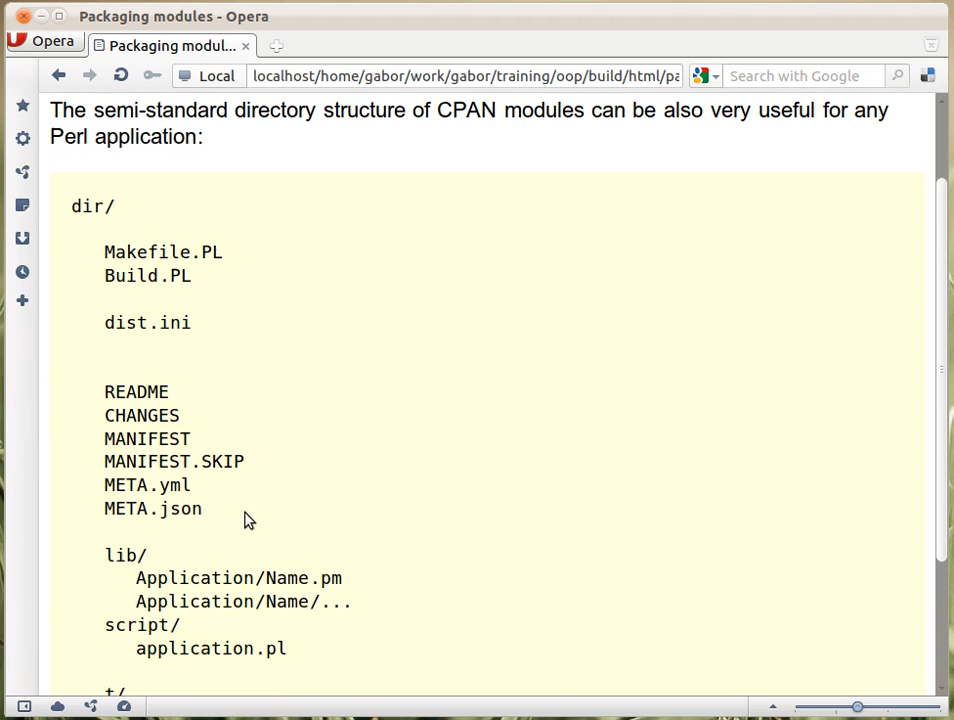 Packaging modules - Opera
Opera
Packaging modul...
Local
localhost/home/gabor/work/gabor/training/oop/build/html/pa
Search with Google
The semi-standard directory structure of CPAN modules can be also very useful for any
Perl application:
dir/
Makefile.PL
Build.PL
dist.ini
README
CHANGES
MANIFEST
MANIFEST.SKIP
META.yml
META.json
lib/
Application/Name.pm
Application/Name/...
script/
application.pl
t/